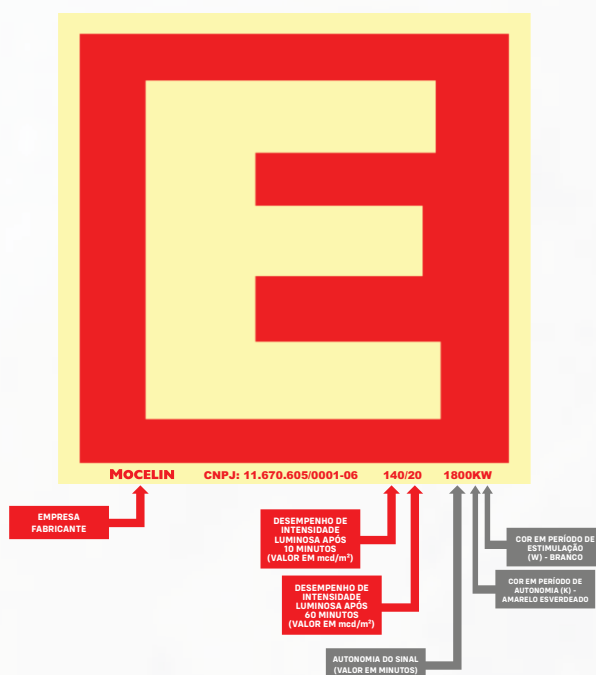 E
MOCELIN CNPJ: 11.670.605/0001-06 140/20 1800KW
EMPRESA
FABRICANTE
DESEMPENHO DE
INTENSIDADE
LUMINOSA APÓS
10 MINUTOS
(VALOR EM mcd/m²)
DESEMPENHO DE
INTENSIDADE
LUMINOSA APÓS
60 MINUTOS
(VALOR EM mcd/m²)
AUTONOMIA DO SINAL
(VALOR EM MINUTOS)
COR EM PERÍODO DE
ESTIMULAÇÃO
(W) - BRANCO
COR EM PERÍODO DE
AUTONOMIA (K) -
AMARELO ESVERDEADO